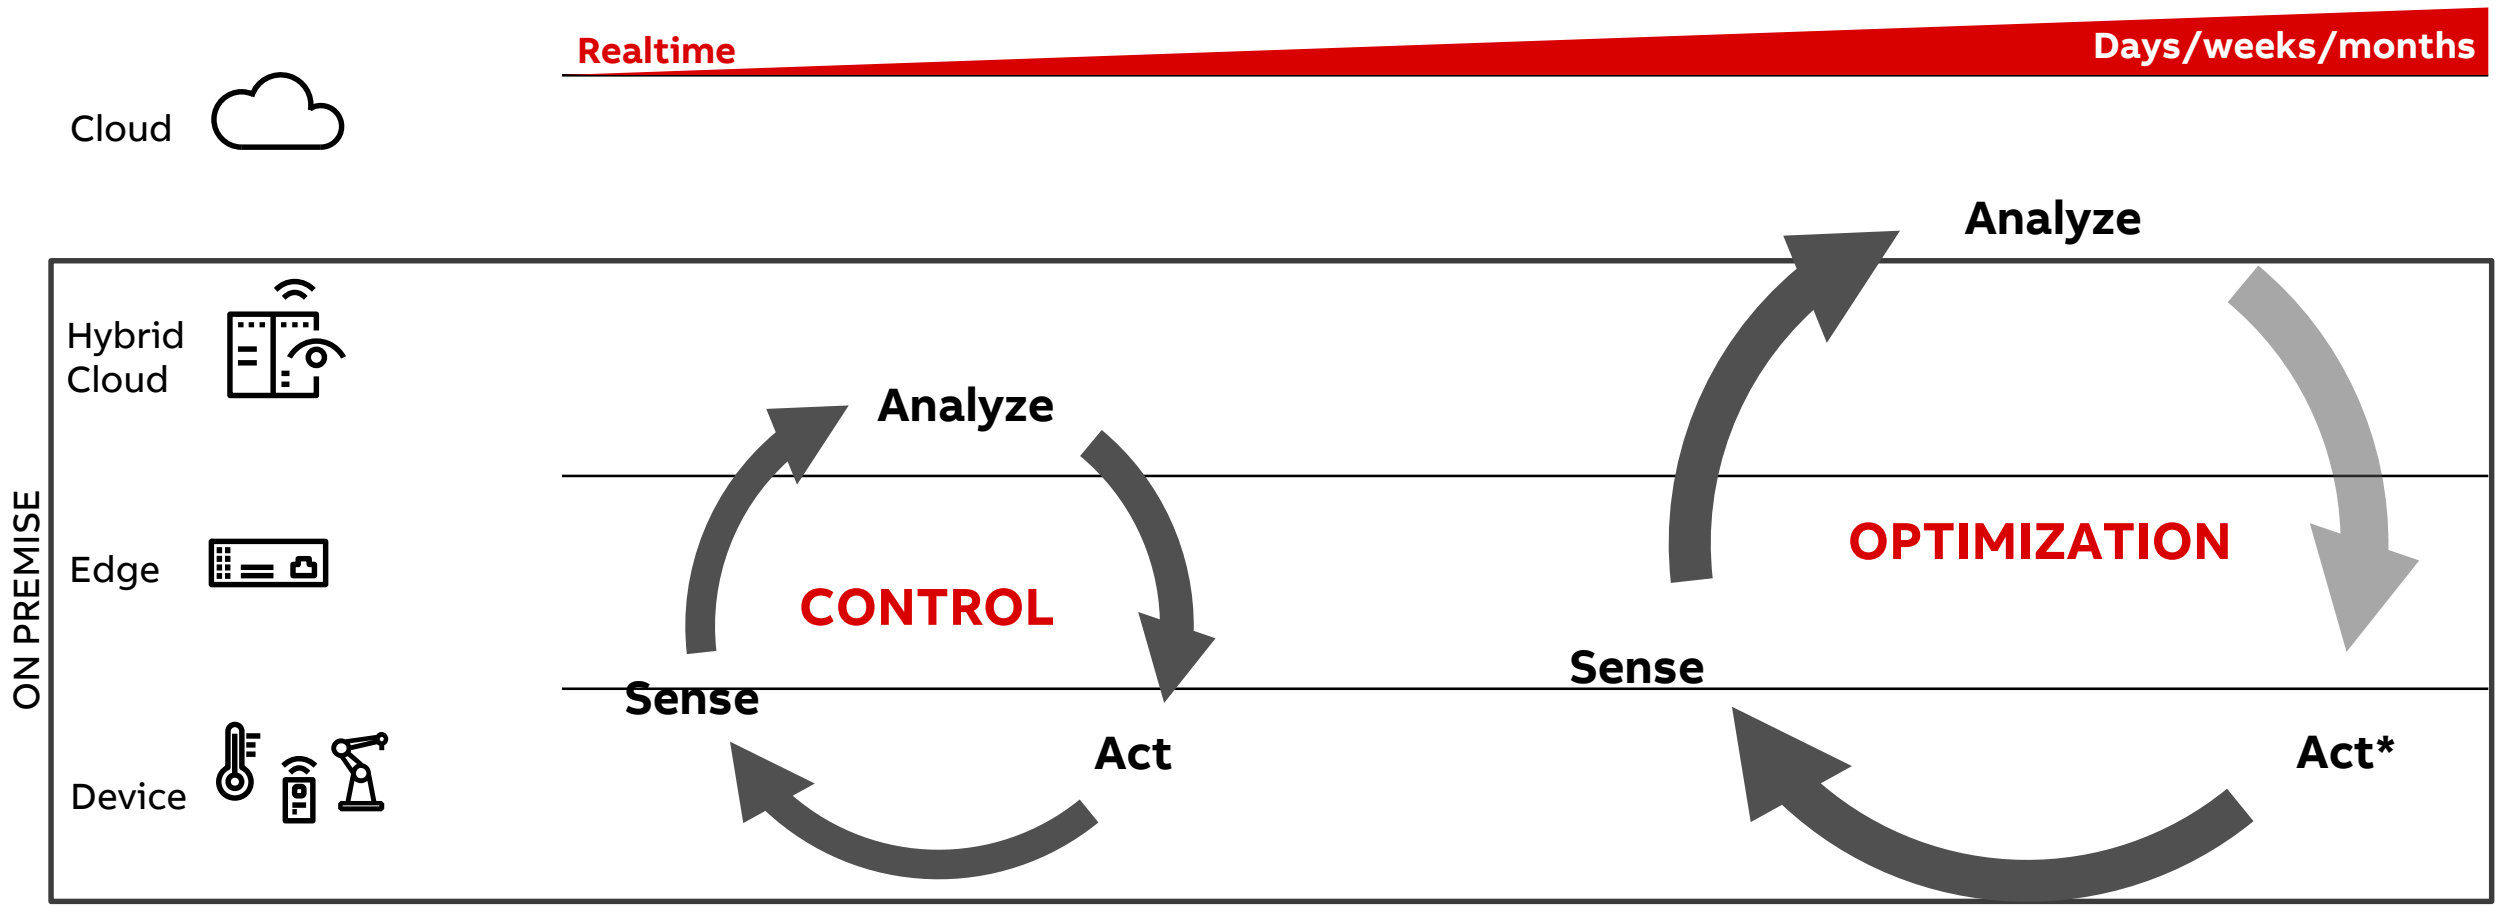 Realtime
Days/weeks/months
Cloud
Analyze
Hybrid
Cloud
Analyze
ON PREMISE
Edge
OPTIMIZATION
CONTROL
Sense
Sense
Act
Act*
Device